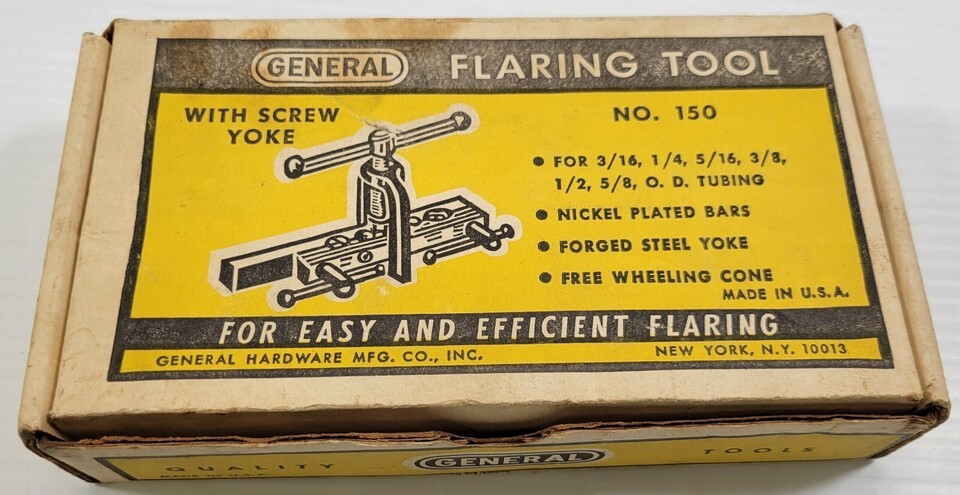 GENERAL FLARING TOOL
WITH SCREW
YOKE
NO. 150
● FOR 3/16, 1/4, 5/16, 3/8,
1/2, 5/8, O. D. TUBING
● NICKEL PLATED BARS
● FORGED STEEL YOKE
● FREE WHEELING CONE
MADE IN U.S.A.
FOR EASY AND EFFICIENT FLARING
GENERAL HARDWARE MFG. CO., INC.
NEW YORK, N.Y. 10013
QUALITY GENERAL TOOLS
MADE IN U.S.A.